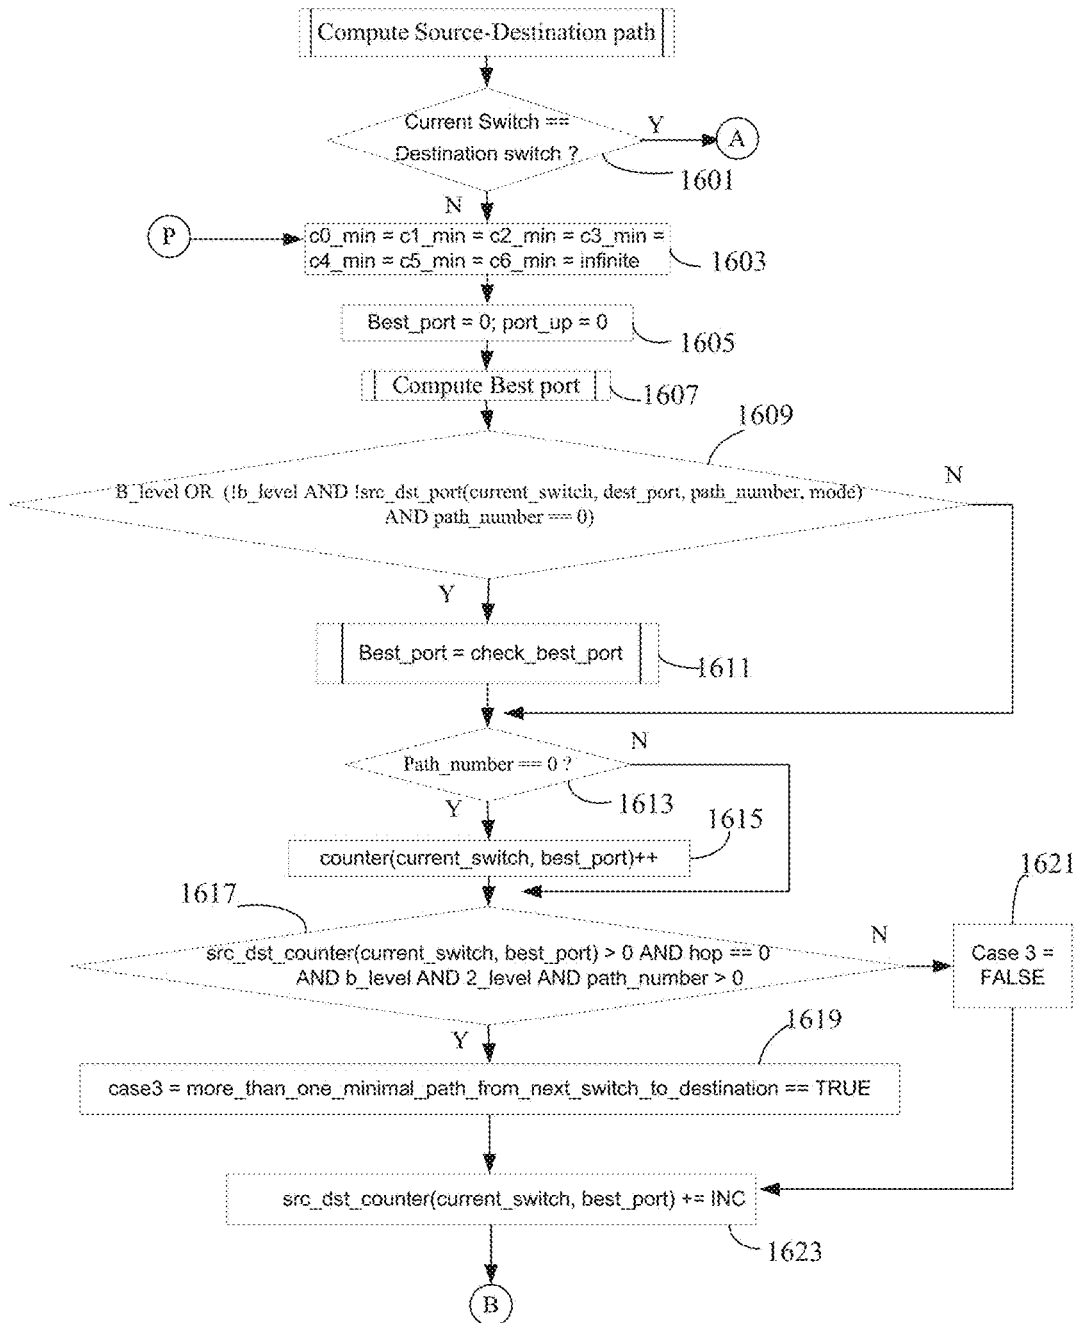 Compute Source-Destination path
Current Switch ==
Destination switch ?
Y
A
1601
N
P
c0_min = c1_min = c2_min = c3_min =
c4_min = c5_min = c6_min = infinite
1603
Best_port = 0; port_up = 0
1605
Compute Best port
1607
1609
B_level OR (!b_level AND !src_dst_port(current_switch, dest_port, path_number, mode)
AND path_number == 0)
N
Y
Best_port = check_best_port
1611
Path_number == 0 ?
N
1613
Y
1615
counter(current_switch, best_port)++
1617
1621
src_dst_counter(current_switch, best_port) > 0 AND hop == 0
AND b_level AND 2_level AND path_number > 0
N
Case 3 =
FALSE
Y
1619
case3 = more_than_one_minimal_path_from_next_switch_to_destination == TRUE
src_dst_counter(current_switch, best_port) += INC
1623
B